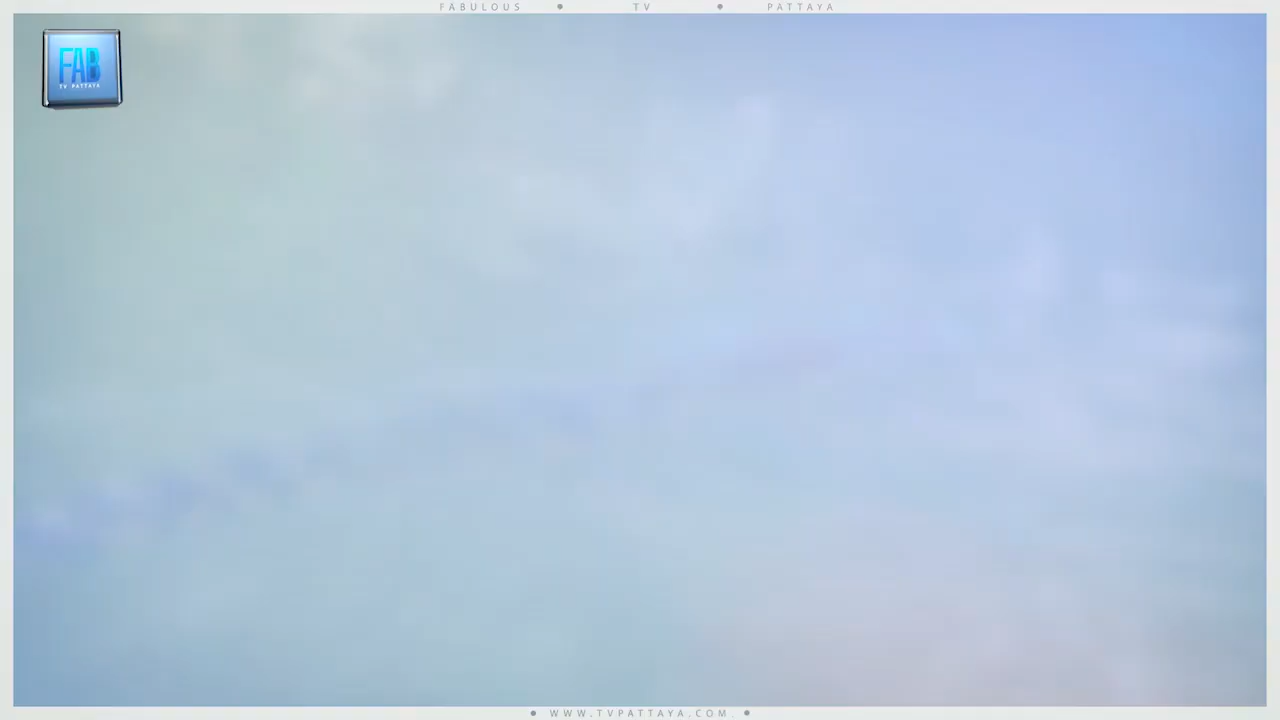 FABULOUS • TV • PATTAYA
FAB
TV PATTAYA
• WWW.TVPATTAYA.COM •